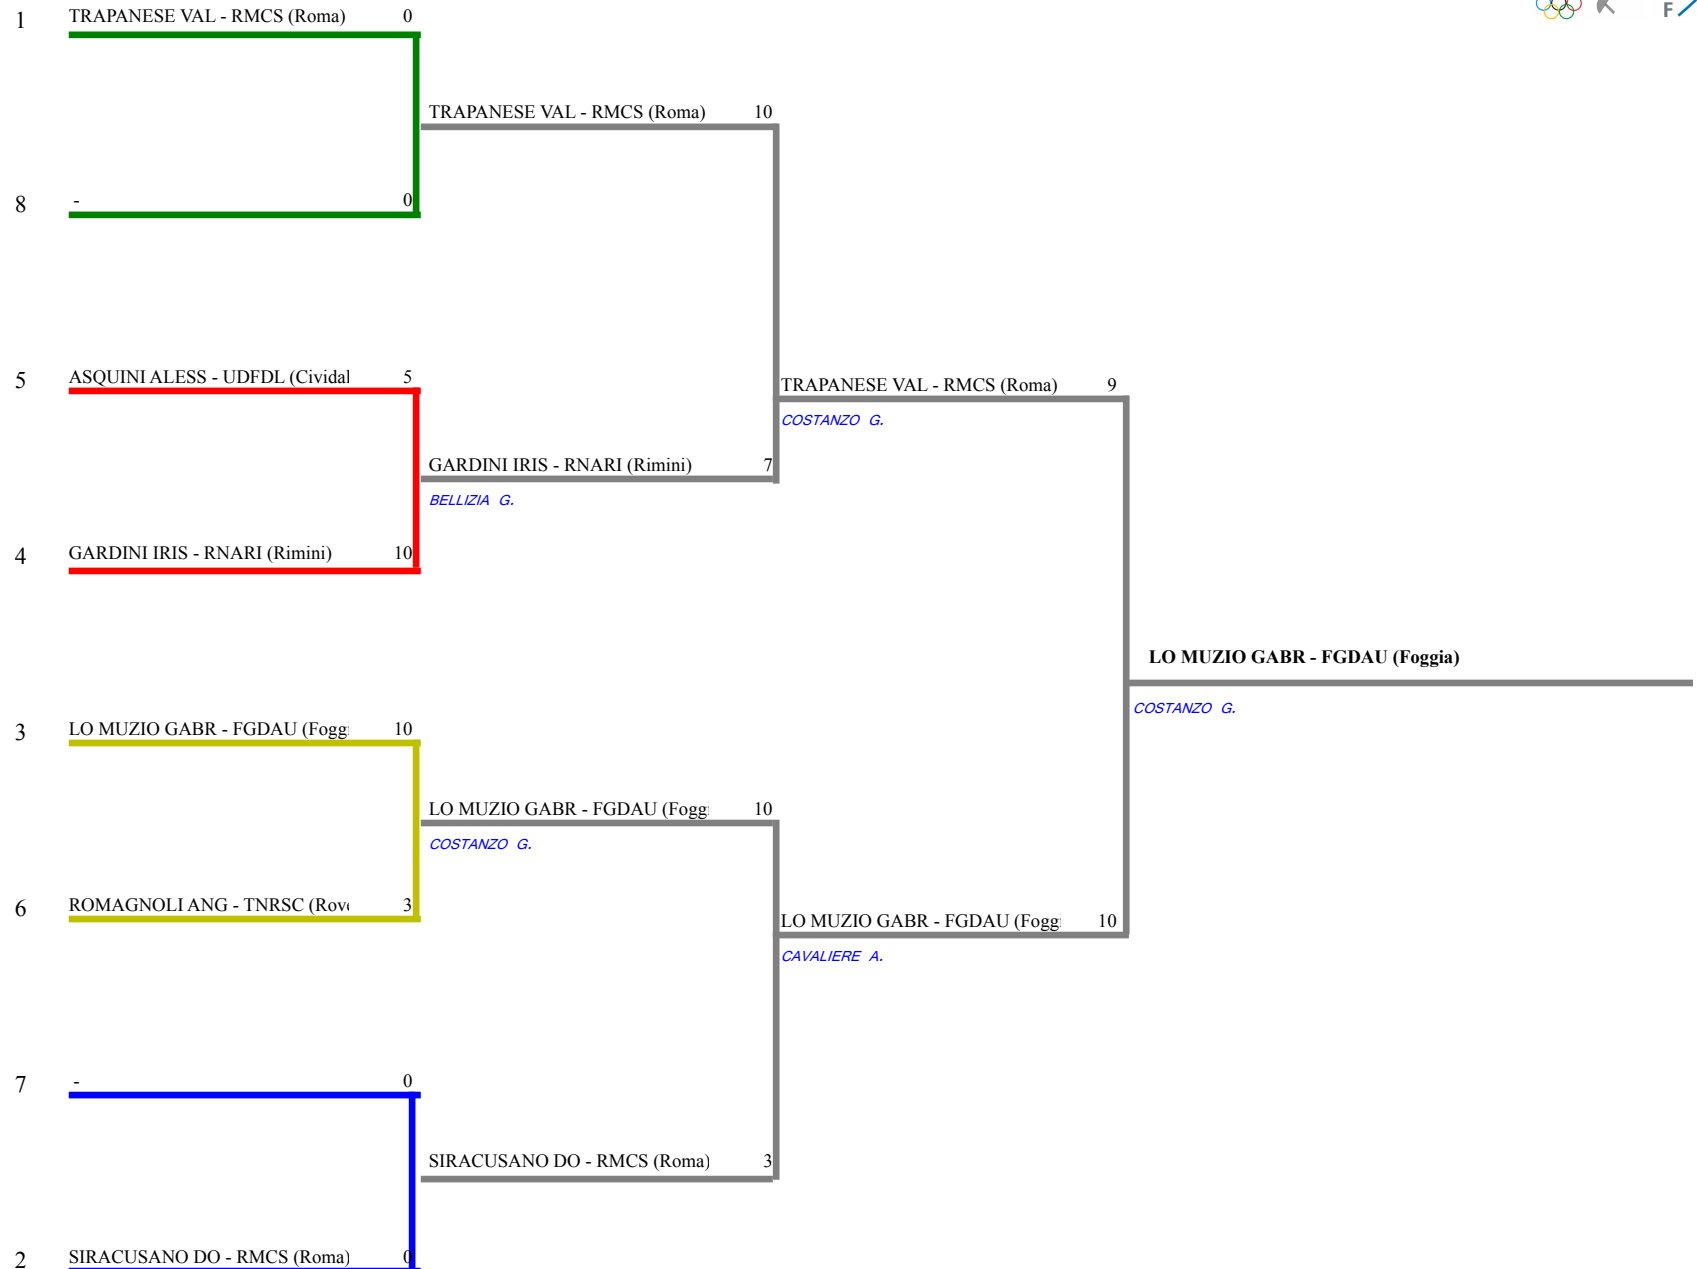 F
1 TRAPANESE VAL - RMCS (Roma) 0
TRAPANESE VAL - RMCS (Roma) 10
8 - 0
5 ASQUINI ALESS - UDFDL (Cividal 5
TRAPANESE VAL - RMCS (Roma) 9
COSTANZO G.
GARDINI IRIS - RNARI (Rimini) 7
BELLIZIA G.
4 GARDINI IRIS - RNARI (Rimini) 10
LO MUZIO GABR - FGDAU (Foggia)
COSTANZO G.
3 LO MUZIO GABR - FGDAU (Foggi 10
LO MUZIO GABR - FGDAU (Foggi 10
COSTANZO G.
6 ROMAGNOLI ANG - TNRSC (Rove 3
LO MUZIO GABR - FGDAU (Foggi 10
CAVALIERE A.
7 - 0
SIRACUSANO DO - RMCS (Roma) 3
2 SIRACUSANO DO - RMCS (Roma) 0